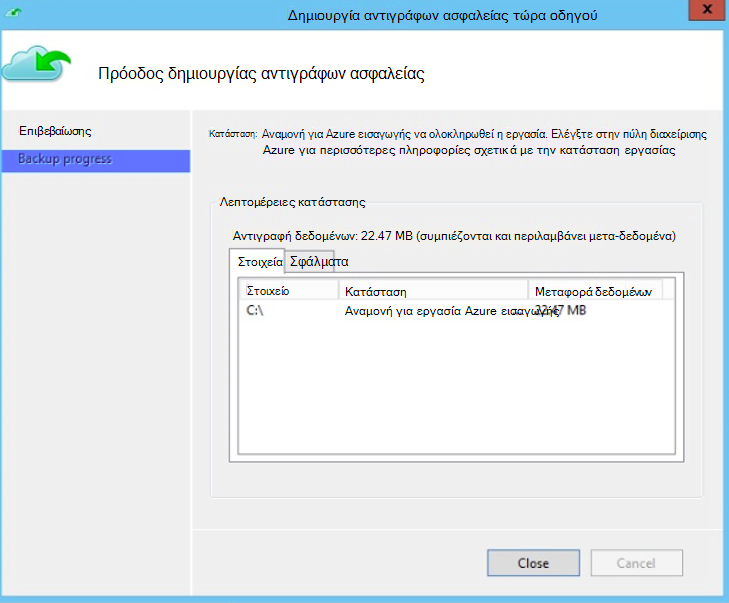 Δημιουργία αντιγράφων ασφαλείας τώρα οδηγού
x
Πρόοδος δημιουργίας αντιγράφων ασφαλείας
Επιβεβαίωσης
Backup progress
Κατάσταση: Αναμονή για Azure εισαγωγής να ολοκληρωθεί η εργασία. Ελέγξτε στην πύλη διαχείρισης
Azure για περισσότερες πληροφορίες σχετικά με την κατάσταση εργασίας
Λεπτομέρειες κατάστασης
Αντιγραφή δεδομένων: 22.47 MB (συμπιέζονται και περιλαμβάνει μετα-δεδομένα)
Στοιχεία Σφάλματα
Στοιχείο Κατάσταση Μεταφορά δεδομένων
C:\ Αναμονή για εργασία Azure εισαγωγής 22.47 MB
Close Cancel